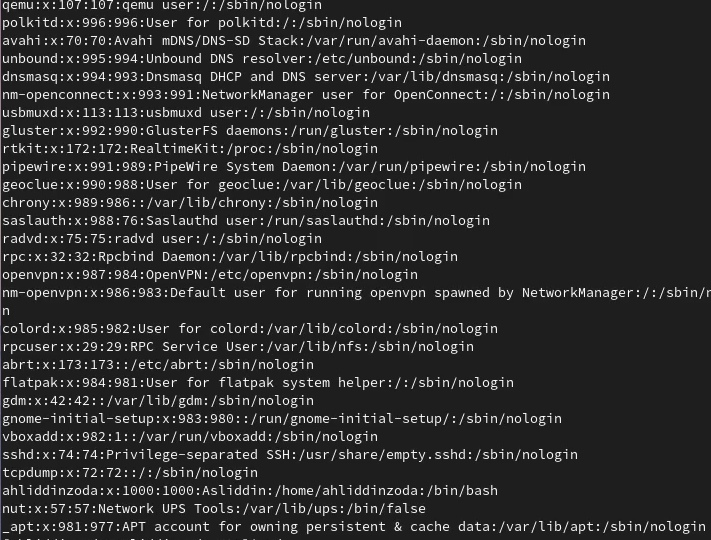 qemu:x:107:107:qemu user:/:/sbin/nologin
polkitd:x:996:996:User for polkitd:/:/sbin/nologin
avahi:x:70:70:Avahi mDNS/DNS-SD Stack:/var/run/avahi-daemon:/sbin/nologin
unbound:x:995:994:Unbound DNS resolver:/etc/unbound:/sbin/nologin
dnsmasq:x:994:993:Dnsmasq DHCP and DNS server:/var/lib/dnsmasq:/sbin/nologin
nm-openconnect:x:993:991:NetworkManager user for OpenConnect:/:/sbin/nologin
usbmuxd:x:113:113:usbmuxd user:/:/sbin/nologin
gluster:x:992:990:GlusterFS daemons:/run/gluster:/sbin/nologin
rtkit:x:172:172:RealtimeKit:/proc:/sbin/nologin
pipewire:x:991:989:PipeWire System Daemon:/var/run/pipewire:/sbin/nologin
geoclue:x:990:988:User for geoclue:/var/lib/geoclue:/sbin/nologin
chrony:x:989:986::/var/lib/chrony:/sbin/nologin
saslauth:x:988:76:Saslauthd user:/run/saslauthd:/sbin/nologin
radvd:x:75:75:radvd user:/:/sbin/nologin
rpc:x:32:32:Rpcbind Daemon:/var/lib/rpcbind:/sbin/nologin
openvpn:x:987:984:OpenVPN:/etc/openvpn:/sbin/nologin
nm-openvpn:x:986:983:Default user for running openvpn spawned by NetworkManager:/:/sbin/n
n
colord:x:985:982:User for colord:/var/lib/colord:/sbin/nologin
rpcuser:x:29:29:RPC Service User:/var/lib/nfs:/sbin/nologin
abrt:x:173:173::/etc/abrt:/sbin/nologin
flatpak:x:984:981:User for flatpak system helper:/:/sbin/nologin
gdm:x:42:42::/var/lib/gdm:/sbin/nologin
gnome-initial-setup:x:983:980::/run/gnome-initial-setup/:/sbin/nologin
vboxadd:x:982:1::/var/run/vboxadd:/sbin/nologin
sshd:x:74:74:Privilege-separated SSH:/usr/share/empty.sshd:/sbin/nologin
tcpdump:x:72:72::/:/sbin/nologin
ahliddinzoda:x:1000:1000:Asliddin:/home/ahliddinzoda:/bin/bash
nut:x:57:57:Network UPS Tools:/var/lib/ups:/bin/false
_apt:x:981:977:APT account for owning persistent & cache data:/var/lib/apt:/sbin/nologin